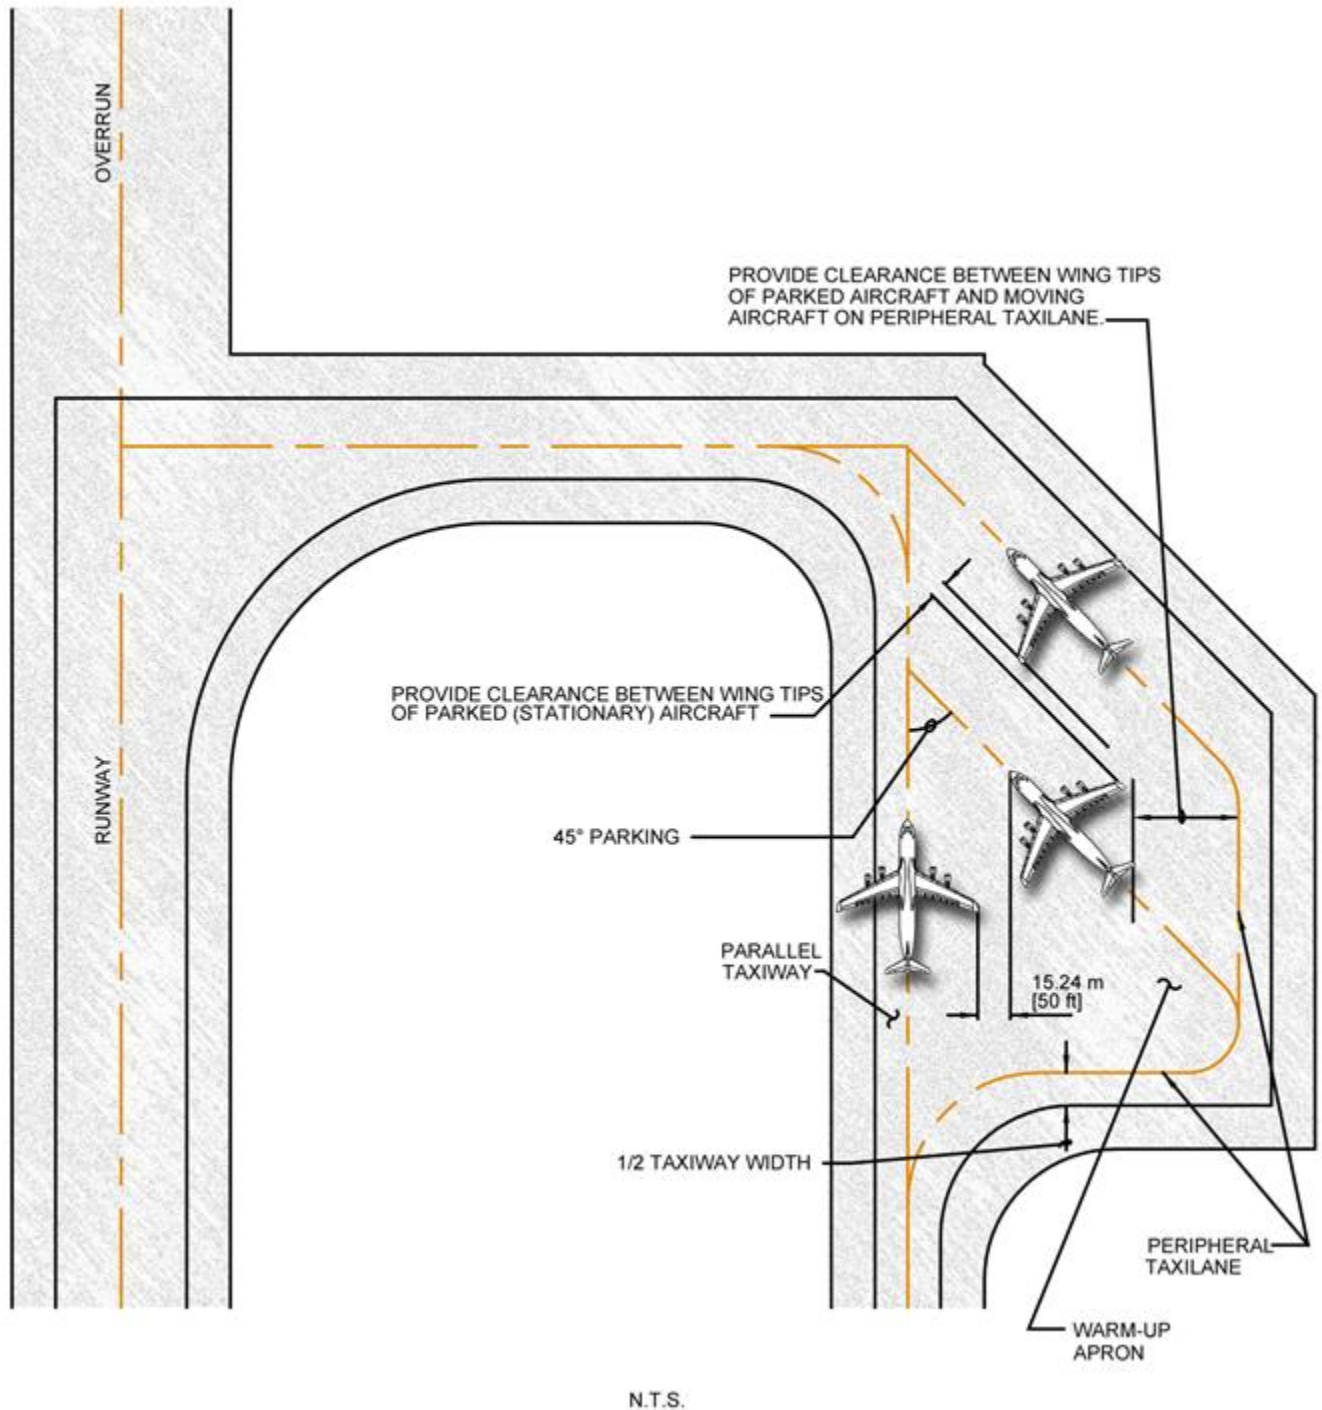 OVERRUN
PROVIDE CLEARANCE BETWEEN WING TIPS
OF PARKED AIRCRAFT AND MOVING
AIRCRAFT ON PERIPHERAL TAXILANE.
PROVIDE CLEARANCE BETWEEN WING TIPS
OF PARKED (STATIONARY) AIRCRAFT
RUNWAY
45° PARKING
PARALLEL
TAXIWAY
15.24 m
[50 ft]
1/2 TAXIWAY WIDTH
PERIPHERAL
TAXILANE
WARM-UP
APRON
N.T.S.